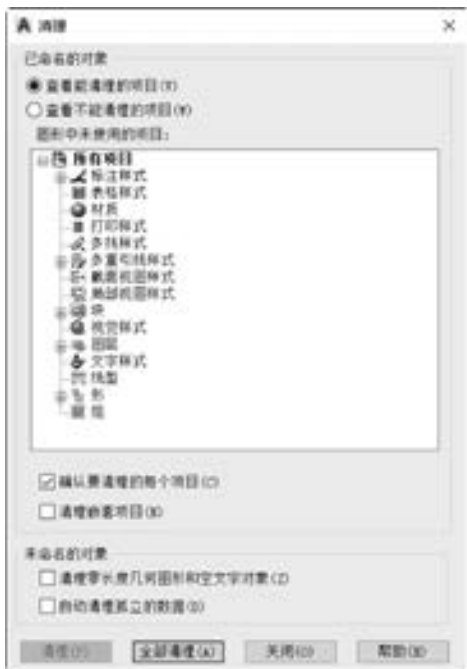 清理
已命名的对象
查看能清理的项目(V)
查看不能清理的项目(W)
图形中未使用的项目:
所有项目
标注样式
表格样式
材质
打印样式
多线样式
多重引线样式
截面视图样式
局部视图样式
块
视觉样式
图层
文字样式
线型
形
组
确认要清理的每个项目(C)
清理嵌套项目(N)
未命名的对象
清理零长度几何图形和空文字对象(Z)
自动清理孤立的数据(O)
清理(P) 全部清理(A) 关闭(O) 帮助(H)